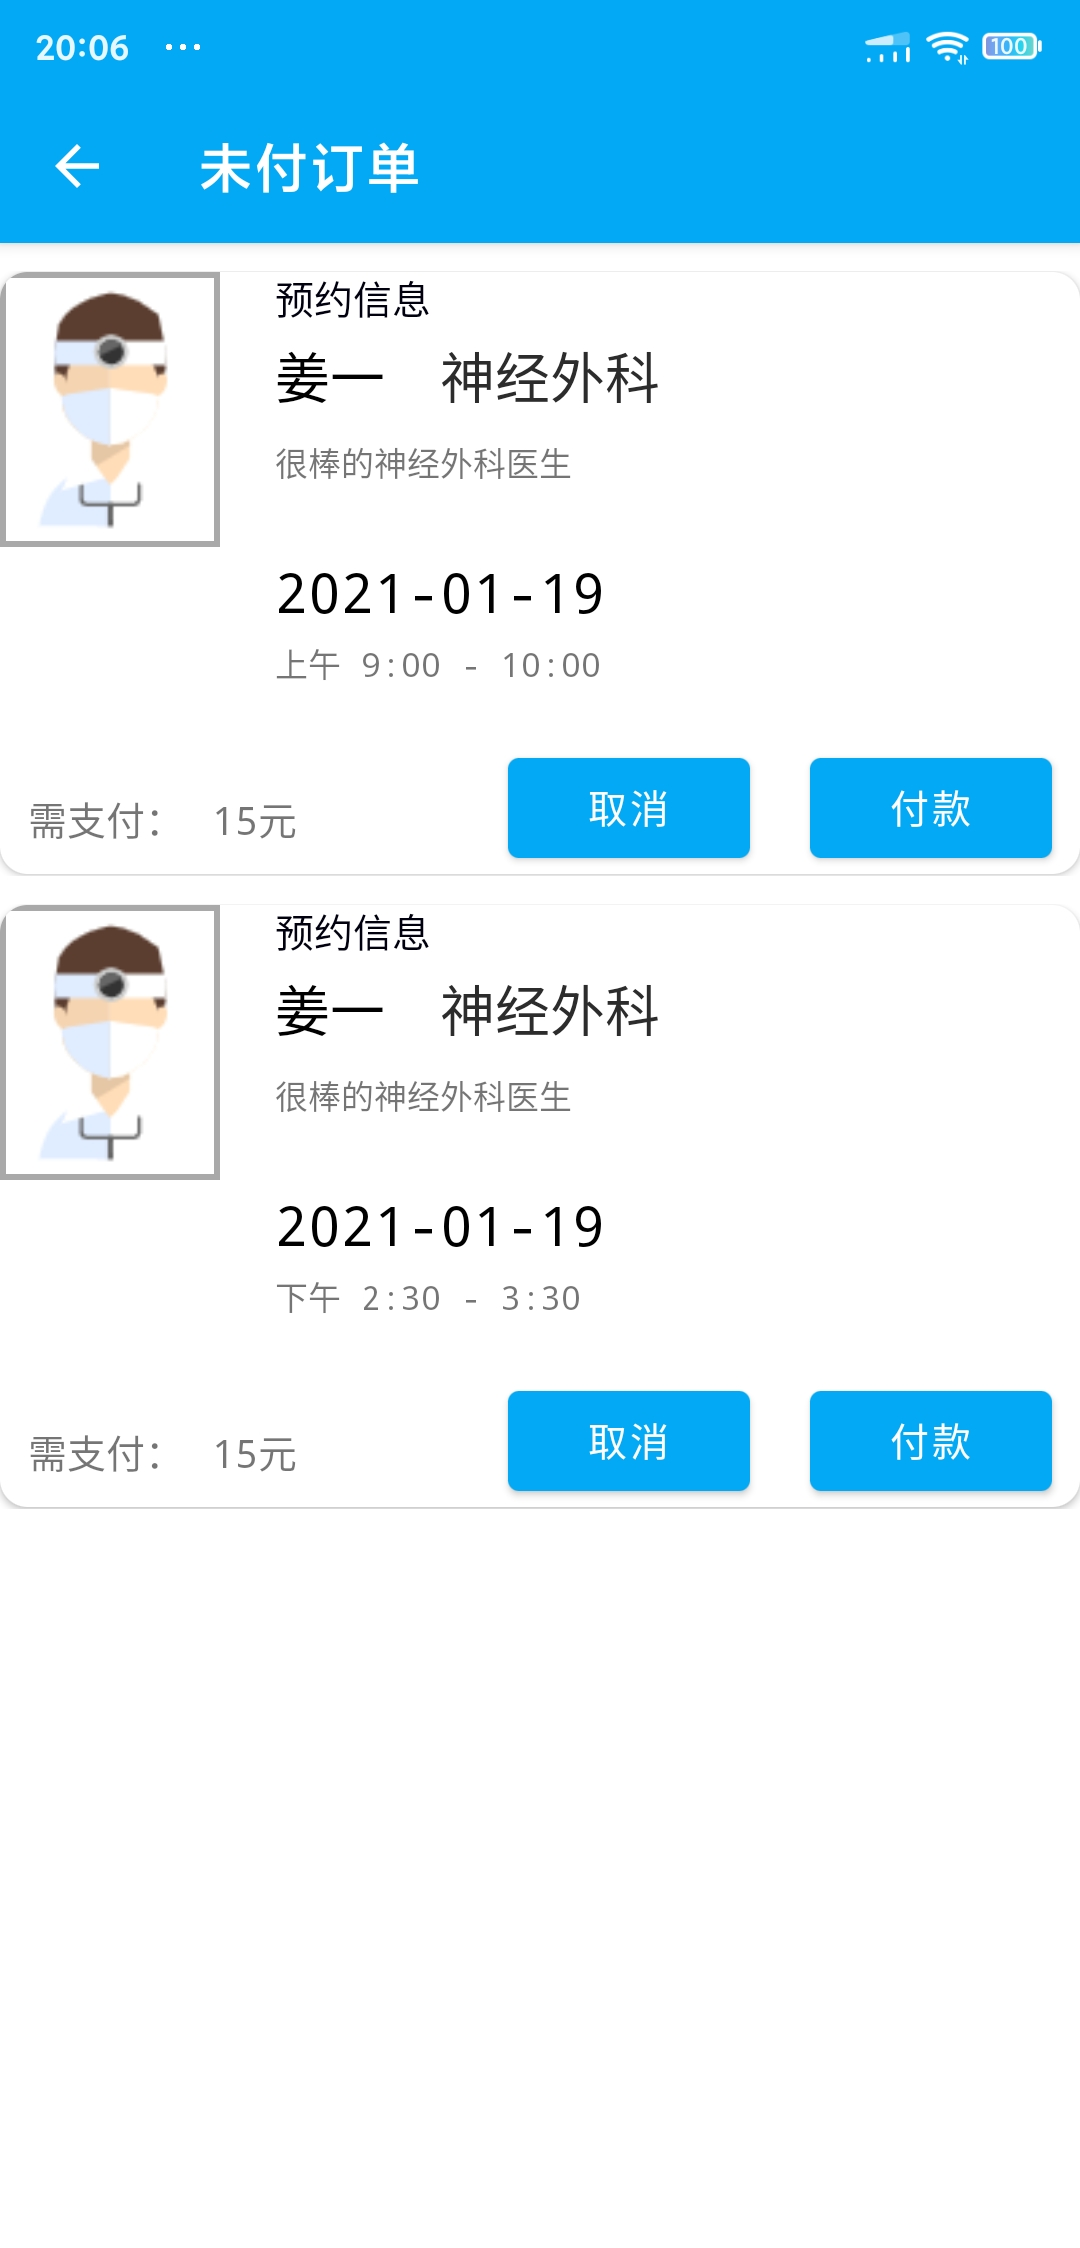 20:06 ... 100
未付订单
预约信息
姜一 神经外科
很棒的神经外科医生
2021-01-19
上午 9:00 - 10:00
需支付： 15元 取消 付款
预约信息
姜一 神经外科
很棒的神经外科医生
2021-01-19
下午 2:30 - 3:30
需支付： 15元 取消 付款